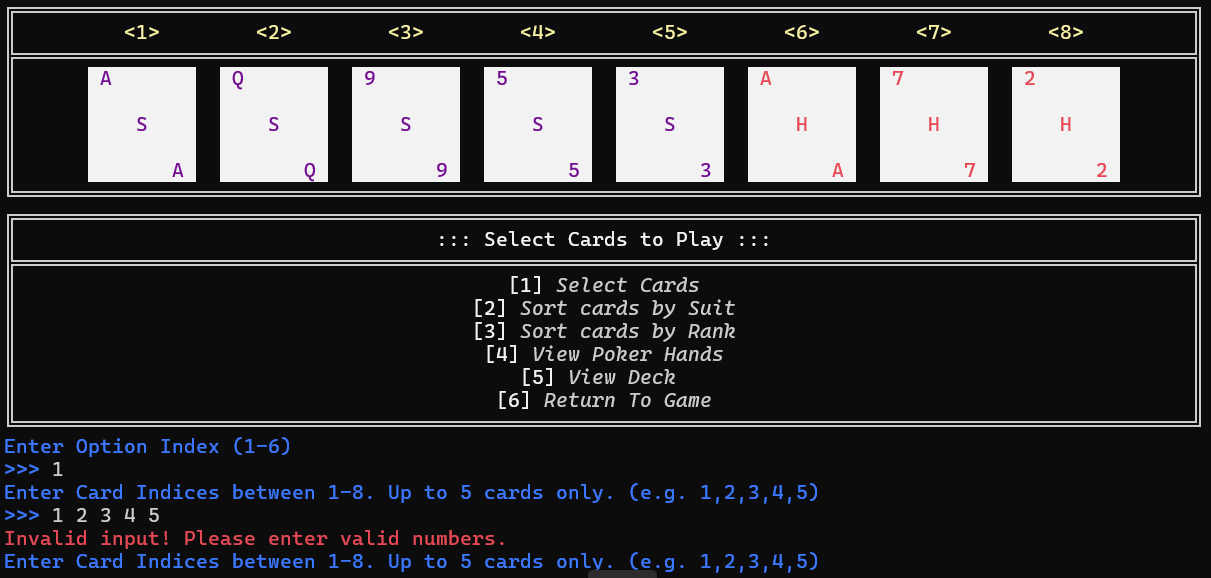 <1> <2> <3> <4> <5> <6> <7> <8>
A Q 9 5 3 A 7 2
S S S S S H H H
A Q 9 5 3 A 7 2
::: Select Cards to Play :::
[1] Select Cards
[2] Sort cards by Suit
[3] Sort cards by Rank
[4] View Poker Hands
[5] View Deck
[6] Return To Game
Enter Option Index (1-6)
>>> 1
Enter Card Indices between 1-8. Up to 5 cards only. (e.g. 1,2,3,4,5)
>>> 1 2 3 4 5
Invalid input! Please enter valid numbers.
Enter Card Indices between 1-8. Up to 5 cards only. (e.g. 1,2,3,4,5)